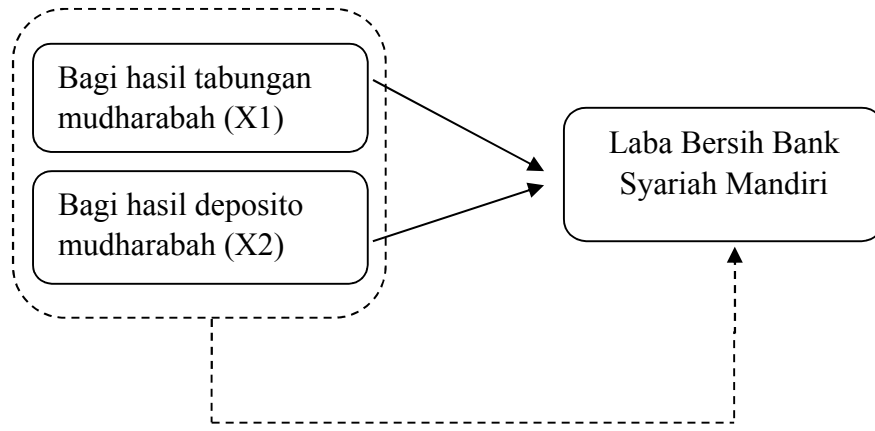 Bagi hasil tabungan
mudharabah (X1)
Bagi hasil deposito
mudharabah (X2)
Laba Bersih Bank
Syariah Mandiri